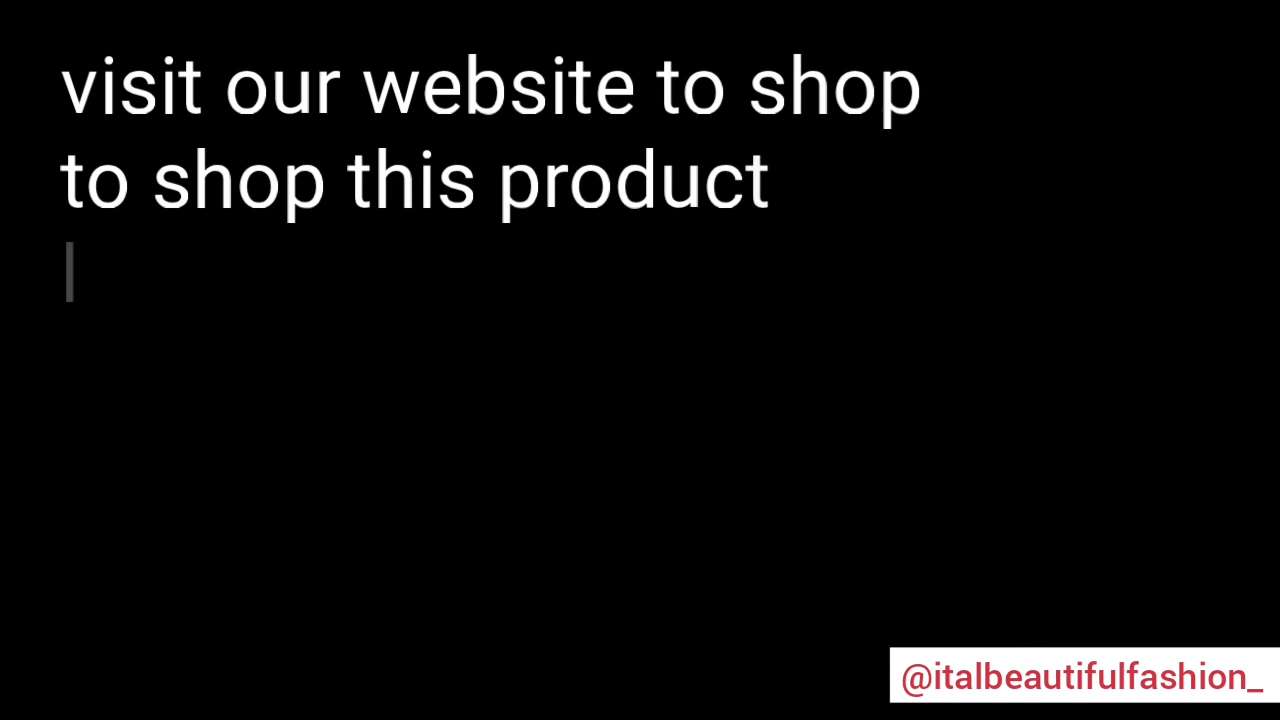 visit our website to shop
to shop this product
@italbeautifulfashion_